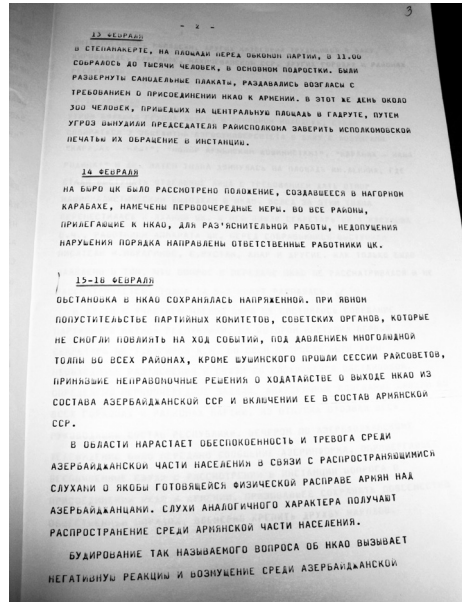 3
- 2 -
13 ФЕВРАЛЯ
В СТЕПАНАКЕРТЕ, НА ПЛОЩАДИ ПЕРЕД ОБКОМОМ ПАРТИИ, В 11.00
СОБРАЛОСЬ ДО ТЫСЯЧИ ЧЕЛОВЕК, В ОСНОВНОМ ПОДРОСТКИ. БЫЛИ
РАЗВЕРНУТЫ САМОДЕЛЬНЫЕ ПЛАКАТЫ, РАЗДАВАЛИСЬ ВОЗГЛАСЫ С
ТРЕБОВАНИЕМ О ПРИСОЕДИНЕНИИ НКАО К АРМЕНИИ. В ЭТОТ ЖЕ ДЕНЬ ОКОЛО
300 ЧЕЛОВЕК, ПРИШЕДШИХ НА ЦЕНТРАЛЬНУЮ ПЛОЩАДЬ В ГАДРУТЕ, ПУТЕМ
УГРОЗ ВЫНУДИЛИ ПРЕДСЕДАТЕЛЯ РАЙИСПОЛКОМА ЗАВЕРИТЬ ИСПОЛКОМОВСКОЙ
ПЕЧАТЬЮ ИХ ОБРАЩЕНИЕ В ИНСТАНЦИЮ.
14 ФЕВРАЛЯ
НА БЮРО ЦК БЫЛО РАССМОТРЕНО ПОЛОЖЕНИЕ, СОЗДАВШЕЕСЯ В НАГОРНОМ
КАРАБАХЕ, НАМЕЧЕНЫ ПЕРВООЧЕРЕДНЫЕ МЕРЫ. ВО ВСЕ РАЙОНЫ,
ПРИЛЕГАЮЩИЕ К НКАО, ДЛЯ РАЗ'ЯСНИТЕЛЬНОЙ РАБОТЫ, НЕДОПУЩЕНИЯ
НАРУШЕНИЯ ПОРЯДКА НАПРАВЛЕНЫ ОТВЕТСТВЕННЫЕ РАБОТНИКИ ЦК.
15-18 ФЕВРАЛЯ
ОБСТАНОВКА В НКАО СОХРАНЯЛАСЬ НАПРЯЖЕННОЙ. ПРИ ЯВНОМ
ПОПУСТИТЕЛЬСТВЕ ПАРТИЙНЫХ КОМИТЕТОВ, СОВЕТСКИХ ОРГАНОВ, КОТОРЫЕ
НЕ СМОГЛИ ПОВЛИЯТЬ НА ХОД СОБЫТИЙ, ПОД ДАВЛЕНИЕМ МНОГОЛЮДНОЙ
ТОЛПЫ ВО ВСЕХ РАЙОНАХ, КРОМЕ ШУШИНСКОГО ПРОШЛИ СЕССИИ РАЙСОВЕТОВ,
ПРИНЯВШИЕ НЕПРАВОМОЧНЫЕ РЕШЕНИЯ О ХОДАТАЙСТВЕ О ВЫХОДЕ НКАО ИЗ
СОСТАВА АЗЕРБАЙДЖАНСКОЙ ССР И ВКЛЮЧЕНИИ ЕЕ В СОСТАВ АРМЯНСКОЙ
ССР.
В ОБЛАСТИ НАРАСТАЕТ ОБЕСПОКОЕННОСТЬ И ТРЕВОГА СРЕДИ
АЗЕРБАЙДЖАНСКОЙ ЧАСТИ НАСЕЛЕНИЯ В СВЯЗИ С РАСПРОСТРАНЯЮЩИМИСЯ
СЛУХАМИ О ЯКОБЫ ГОТОВЯЩЕЙСЯ ФИЗИЧЕСКОЙ РАСПРАВЕ АРМЯН НАД
АЗЕРБАЙДЖАНЦАМИ. СЛУХИ АНАЛОГИЧНОГО ХАРАКТЕРА ПОЛУЧАЮТ
РАСПРОСТРАНЕНИЕ СРЕДИ АРМЯНСКОЙ ЧАСТИ НАСЕЛЕНИЯ.
БУДИРОВАНИЕ ТАК НАЗЫВАЕМОГО ВОПРОСА ОБ НКАО ВЫЗЫВАЕТ
НЕГАТИВНУЮ РЕАКЦИЮ И ВОЗМУЩЕНИЕ СРЕДИ АЗЕРБАЙДЖАНСКОЙ